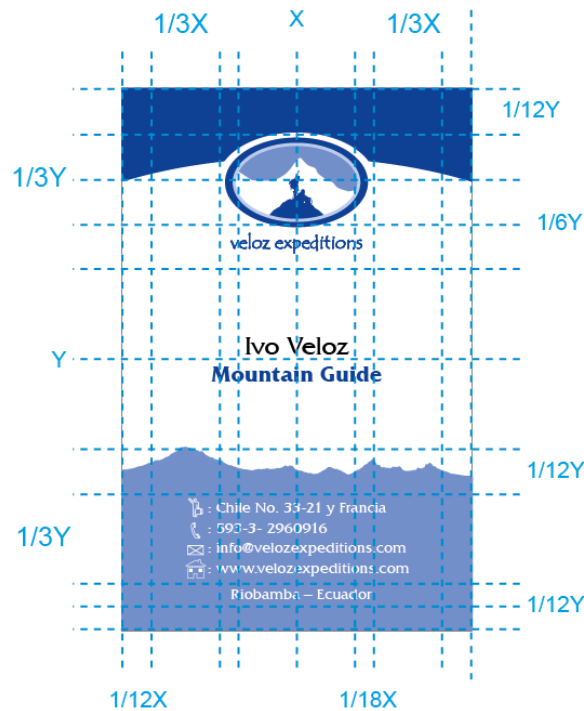 1/3X X 1/3X
1/12Y
1/3Y
1/6Y
veloz expeditions
Ivo Veloz
Y
Mountain Guide
1/12Y
: Chile No. 33-21 y Francia
: 593-3- 2960916
1/3Y
: info@velozexpeditions.com
: www.velozexpeditions.com
Riobamba – Ecuador
1/12Y
1/12X 1/18X